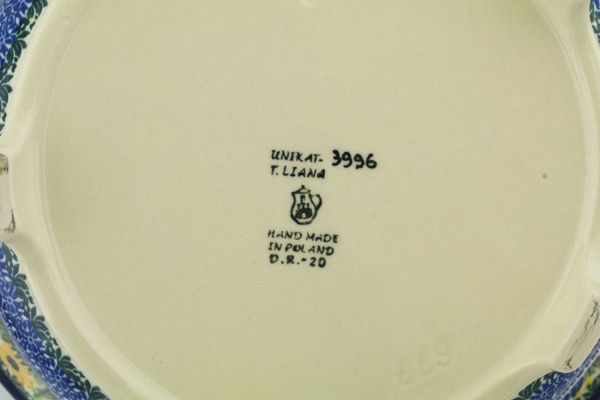 UNIKAT- 3996
T. LIANA
HAND MADE
IN POLAND
D.R.-20